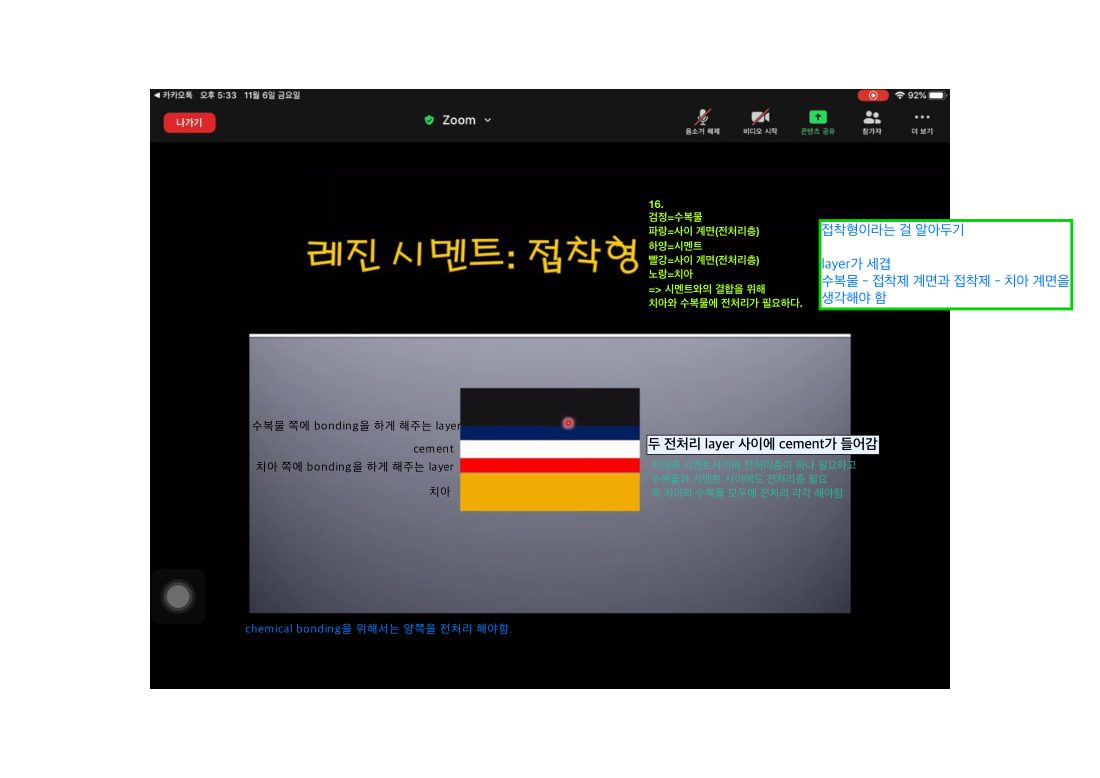 ◀ 카카오톡 오후 5:33 11월 6일 금요일
92%
나가기
Zoom
음소거 해제
비디오 시작
콘텐츠 공유
참가자
더 보기
레진 시멘트: 접착형
16.
검정=수복물
파랑=사이 계면(전처리층)
하양=시멘트
빨강=사이 계면(전처리층)
노랑=치아
=> 시멘트와의 결합을 위해
치아와 수복물에 전처리가 필요하다.
접착형이라는 걸 알아두기
layer가 세겹
수복물 - 접착제 계면과 접착제 - 치아 계면을
생각해야 함
수복물 쪽에 bonding을 하게 해주는 layer
cement
치아 쪽에 bonding을 하게 해주는 layer
치아
두 전처리 layer 사이에 cement가 들어감
치아와 시멘트사이에 전처리층이 하나 필요하고
수복물과 시멘트 사이에도 전처리층 필요
즉 치아와 수복물 모두에 전처리 각각 해야함
chemical bonding을 위해서는 양쪽을 전처리 해야함.